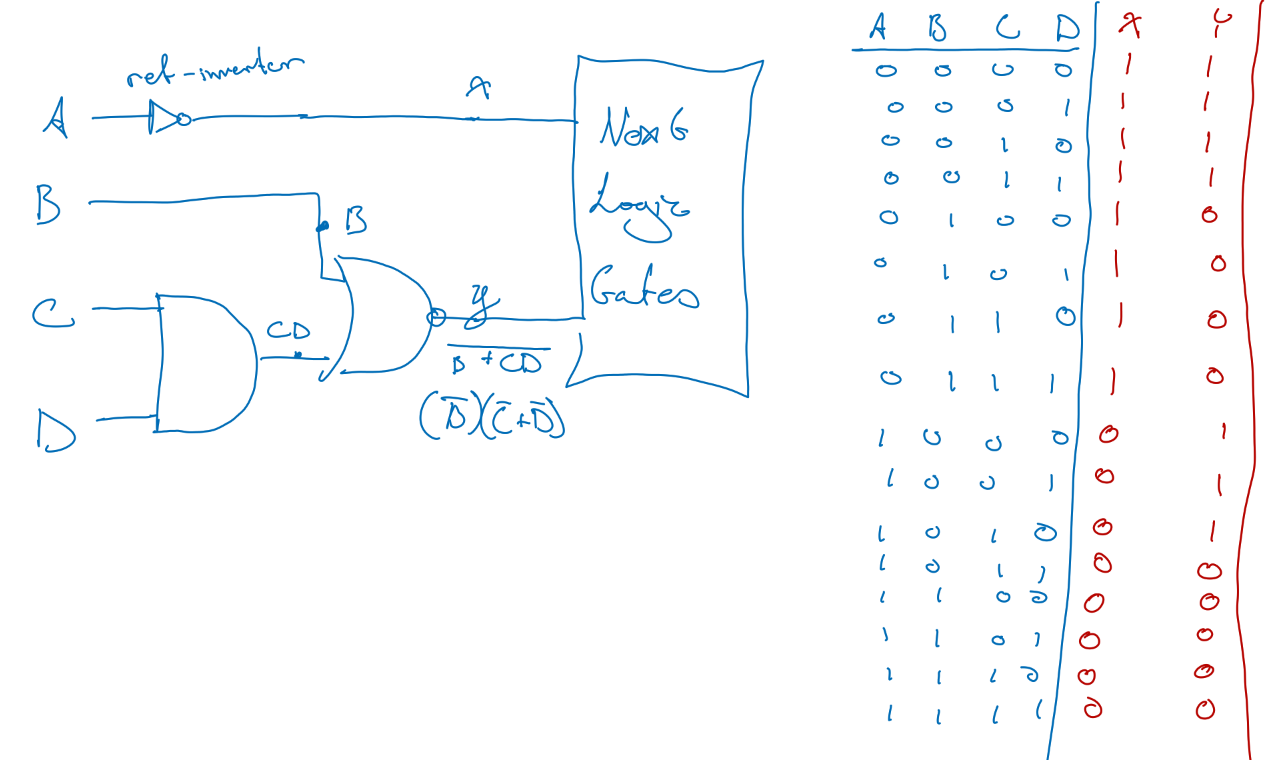 ref-inverter
A
x
B
B
C
CD
y
B + CD
D
(B̅)(C̅+D̅)
Logic
Gates
A B C D X Y
0 0 0 0 1 1
0 0 0 1 1 1
0 0 1 0 1 1
0 0 1 1 1 1
0 1 0 0 1 0
0 1 0 1 1 0
0 1 1 0 1 0
0 1 1 1 1 0
1 0 0 0 0 1
1 0 0 1 0 1
1 0 1 0 0 1
1 0 1 1 0 0
1 1 0 0 0 0
1 1 0 1 0 0
1 1 1 0 0 0
1 1 1 1 0 0